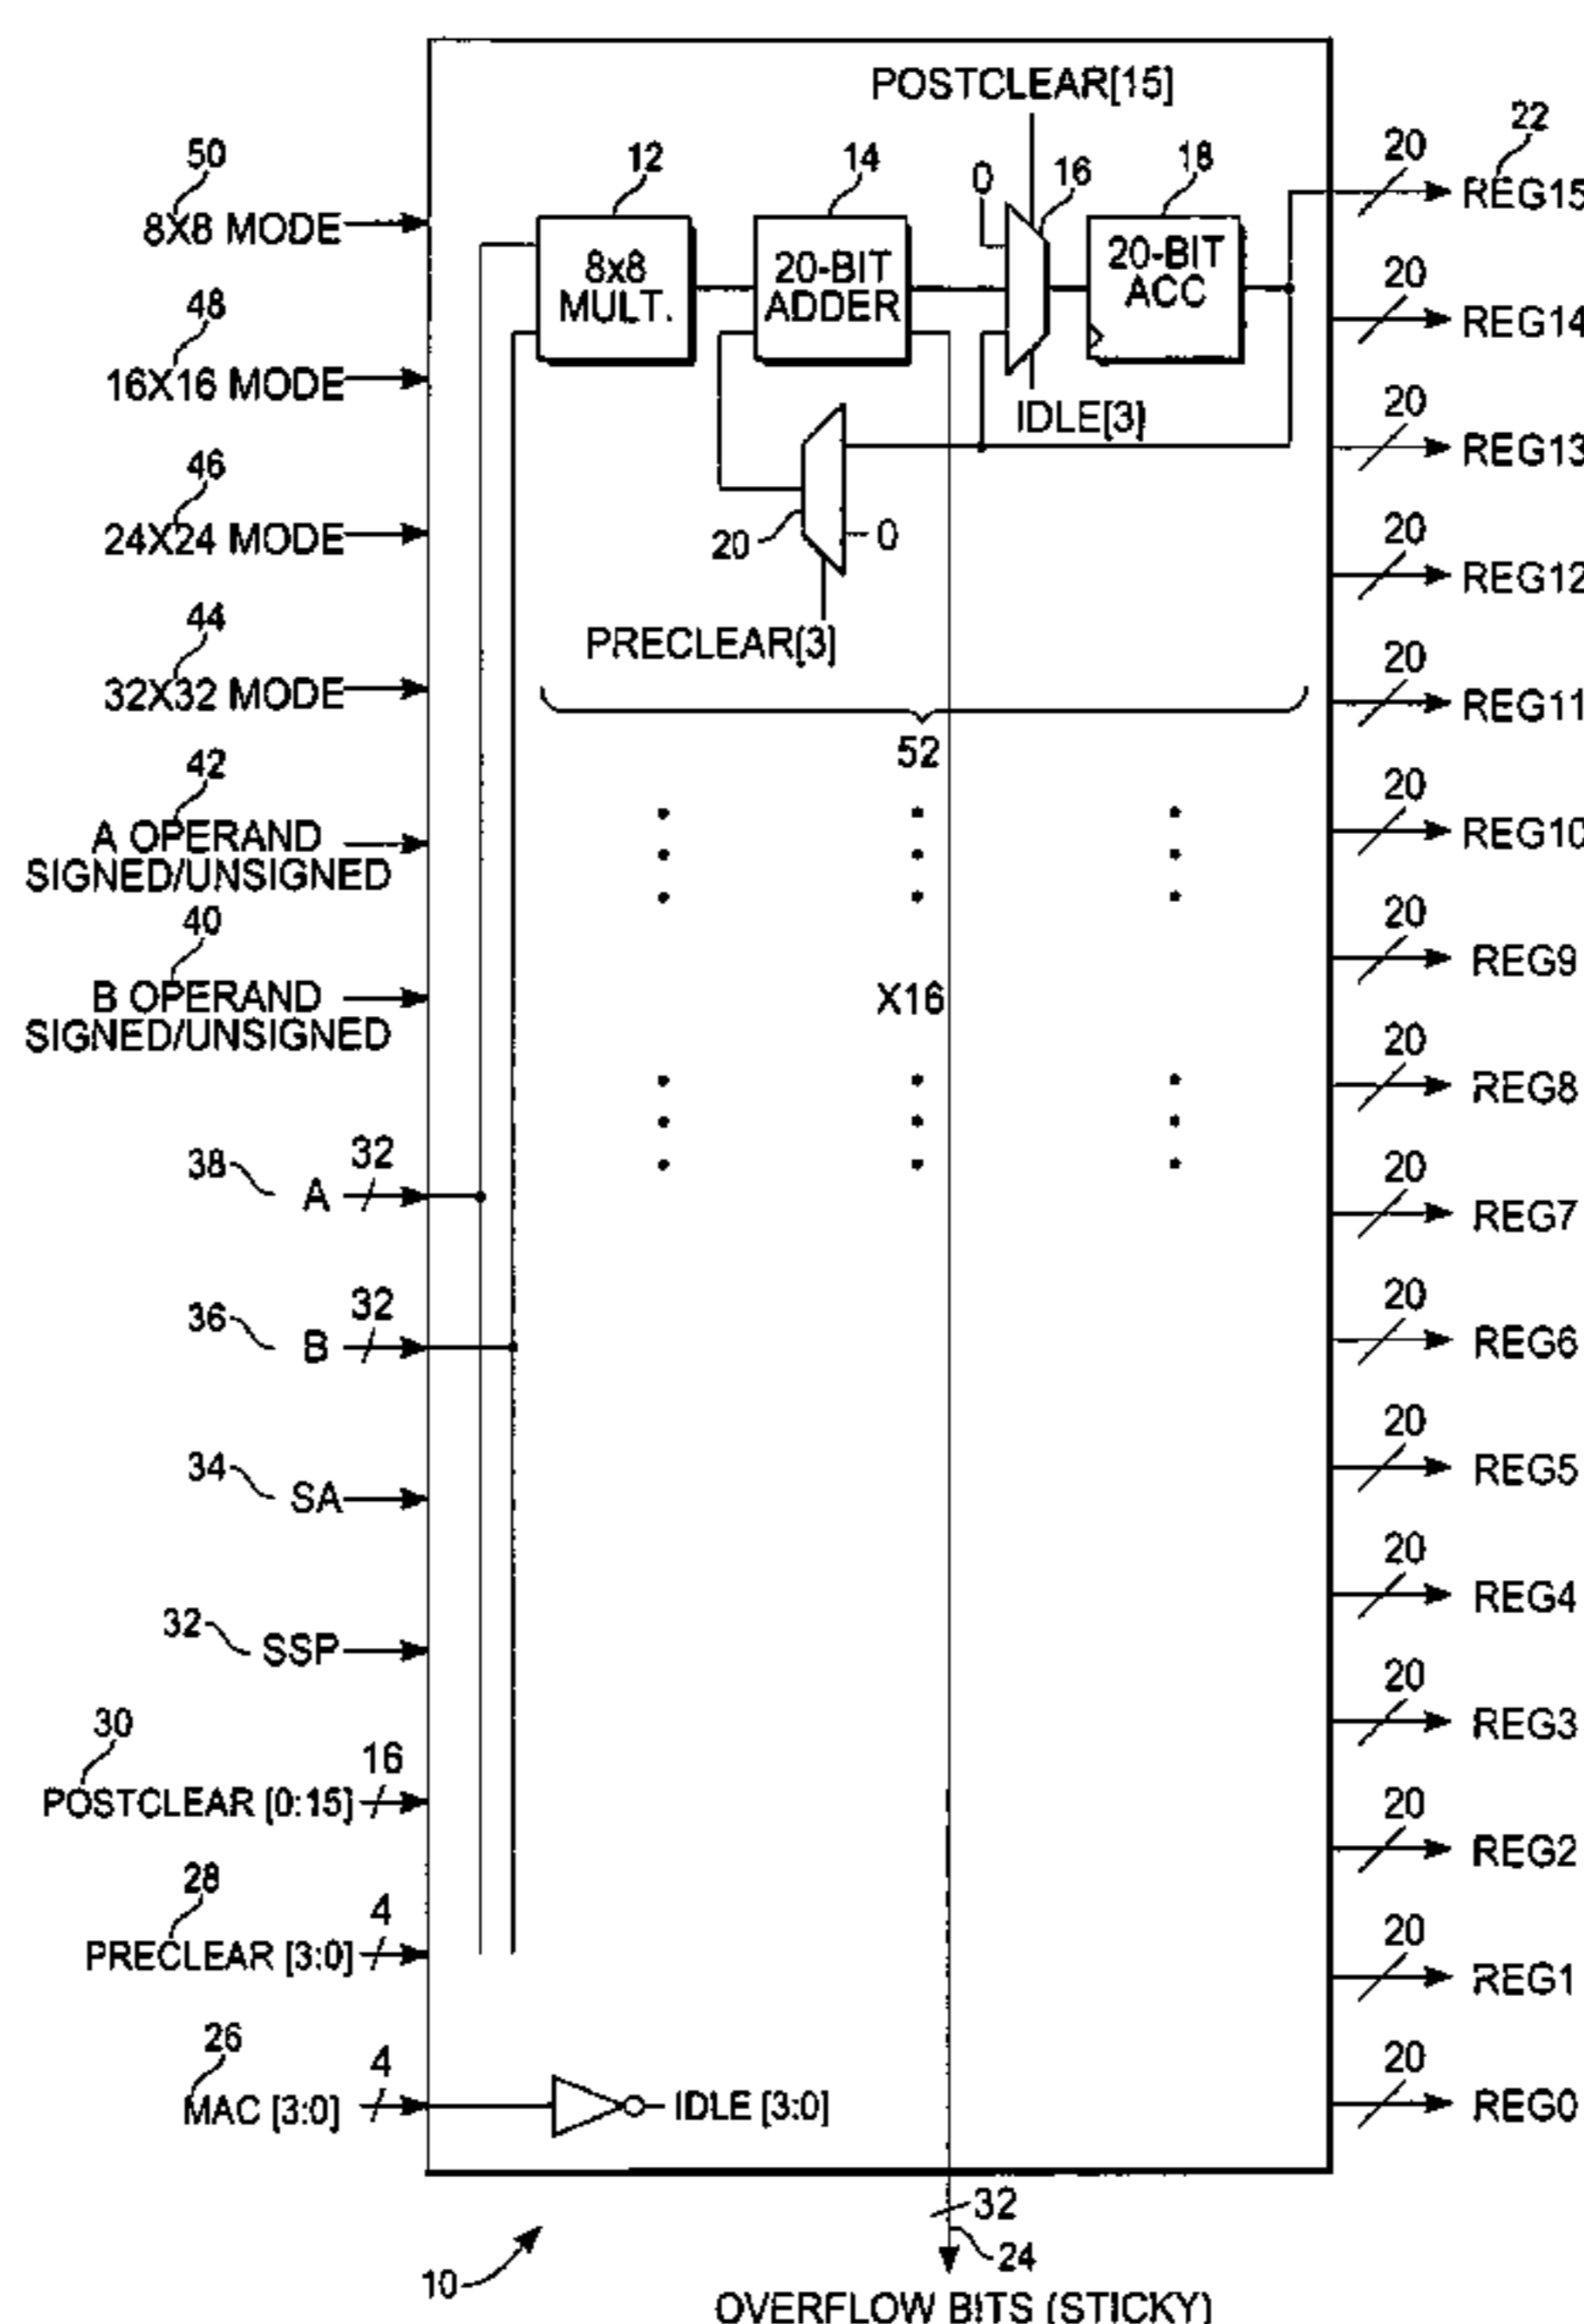 POSTCLEAR[15]
50
8X8 MODE
12
8x8
MULT.
14
20-BIT
ADDER
0
16
18
20-BIT
ACC
IDLE[3]
20
0
PRECLEAR[3]
52
X16
48
16X16 MODE
46
24X24 MODE
44
32X32 MODE
42
A OPERAND
SIGNED/UNSIGNED
40
B OPERAND
SIGNED/UNSIGNED
38
A
32
36
B
32
34
SA
32
SSP
30
POSTCLEAR [0:15]
16
28
PRECLEAR [3:0]
4
26
MAC [3:0]
4
IDLE [3:0]
20
22
REG15
20
REG14
20
REG13
20
REG12
20
REG11
20
REG10
20
REG9
20
REG8
20
REG7
20
REG6
20
REG5
20
REG4
20
REG3
20
REG2
20
REG1
20
REG0
32
24
10
OVERFLOW BITS (STICKY)